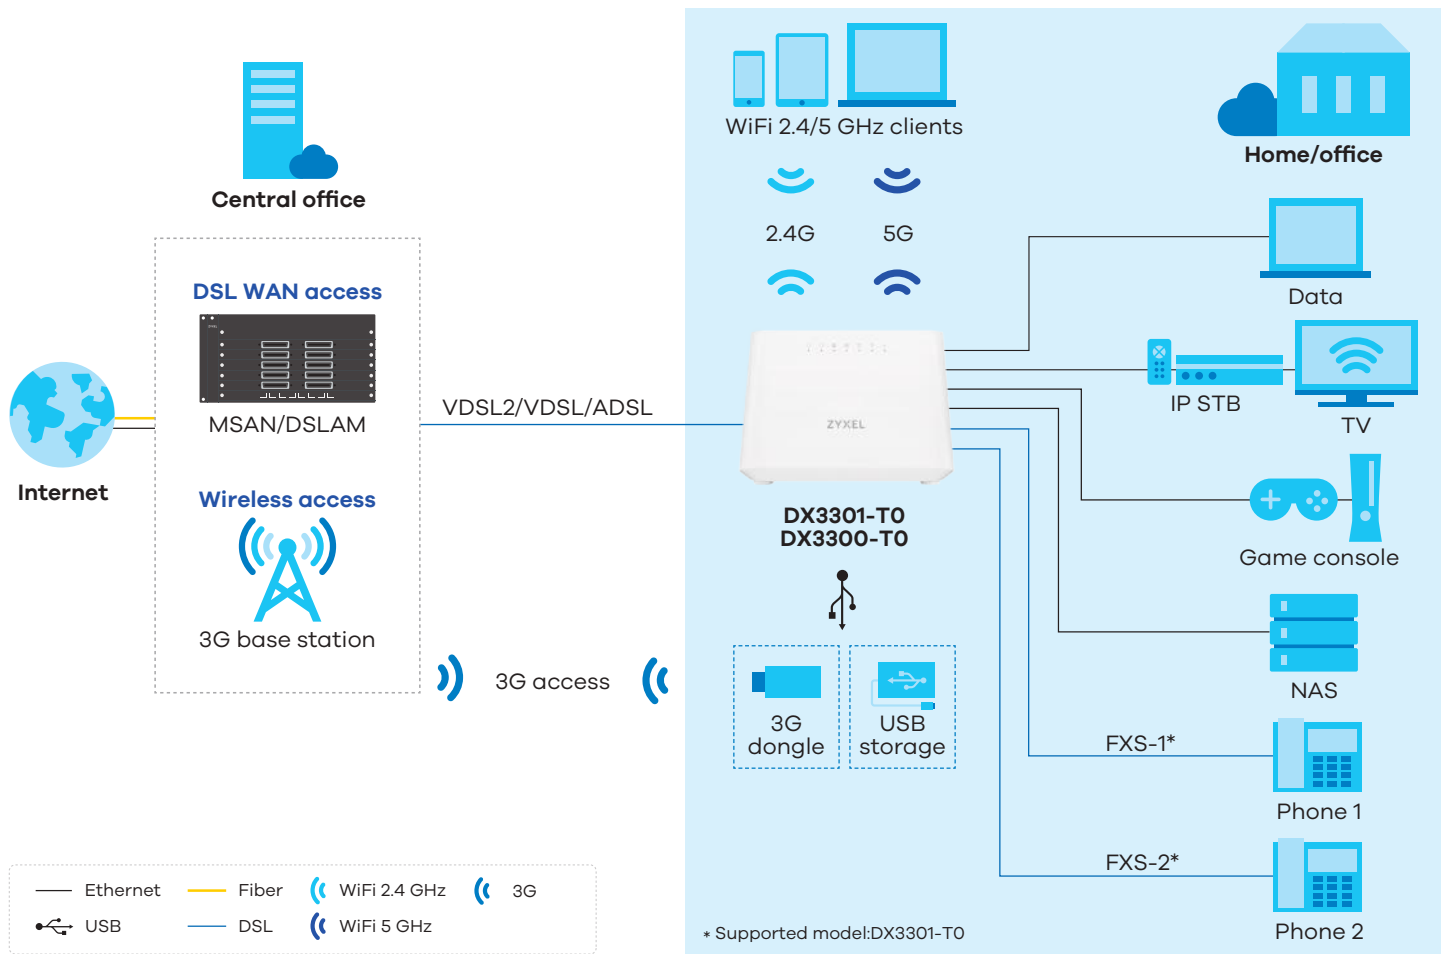 Central office
DSL WAN access
MSAN/DSLAM
Internet
Wireless access
3G base station
VDSL2/VDSL/ADSL
3G access
WiFi 2.4/5 GHz clients
2.4G
5G
Home/office
ZYXEL
DX3301-T0
DX3300-T0
3G
dongle
USB
storage
Data
IP STB
TV
Game console
NAS
FXS-1*
Phone 1
FXS-2*
Phone 2
Ethernet
Fiber
WiFi 2.4 GHz
3G
USB
DSL
WiFi 5 GHz
* Supported model:DX3301-T0